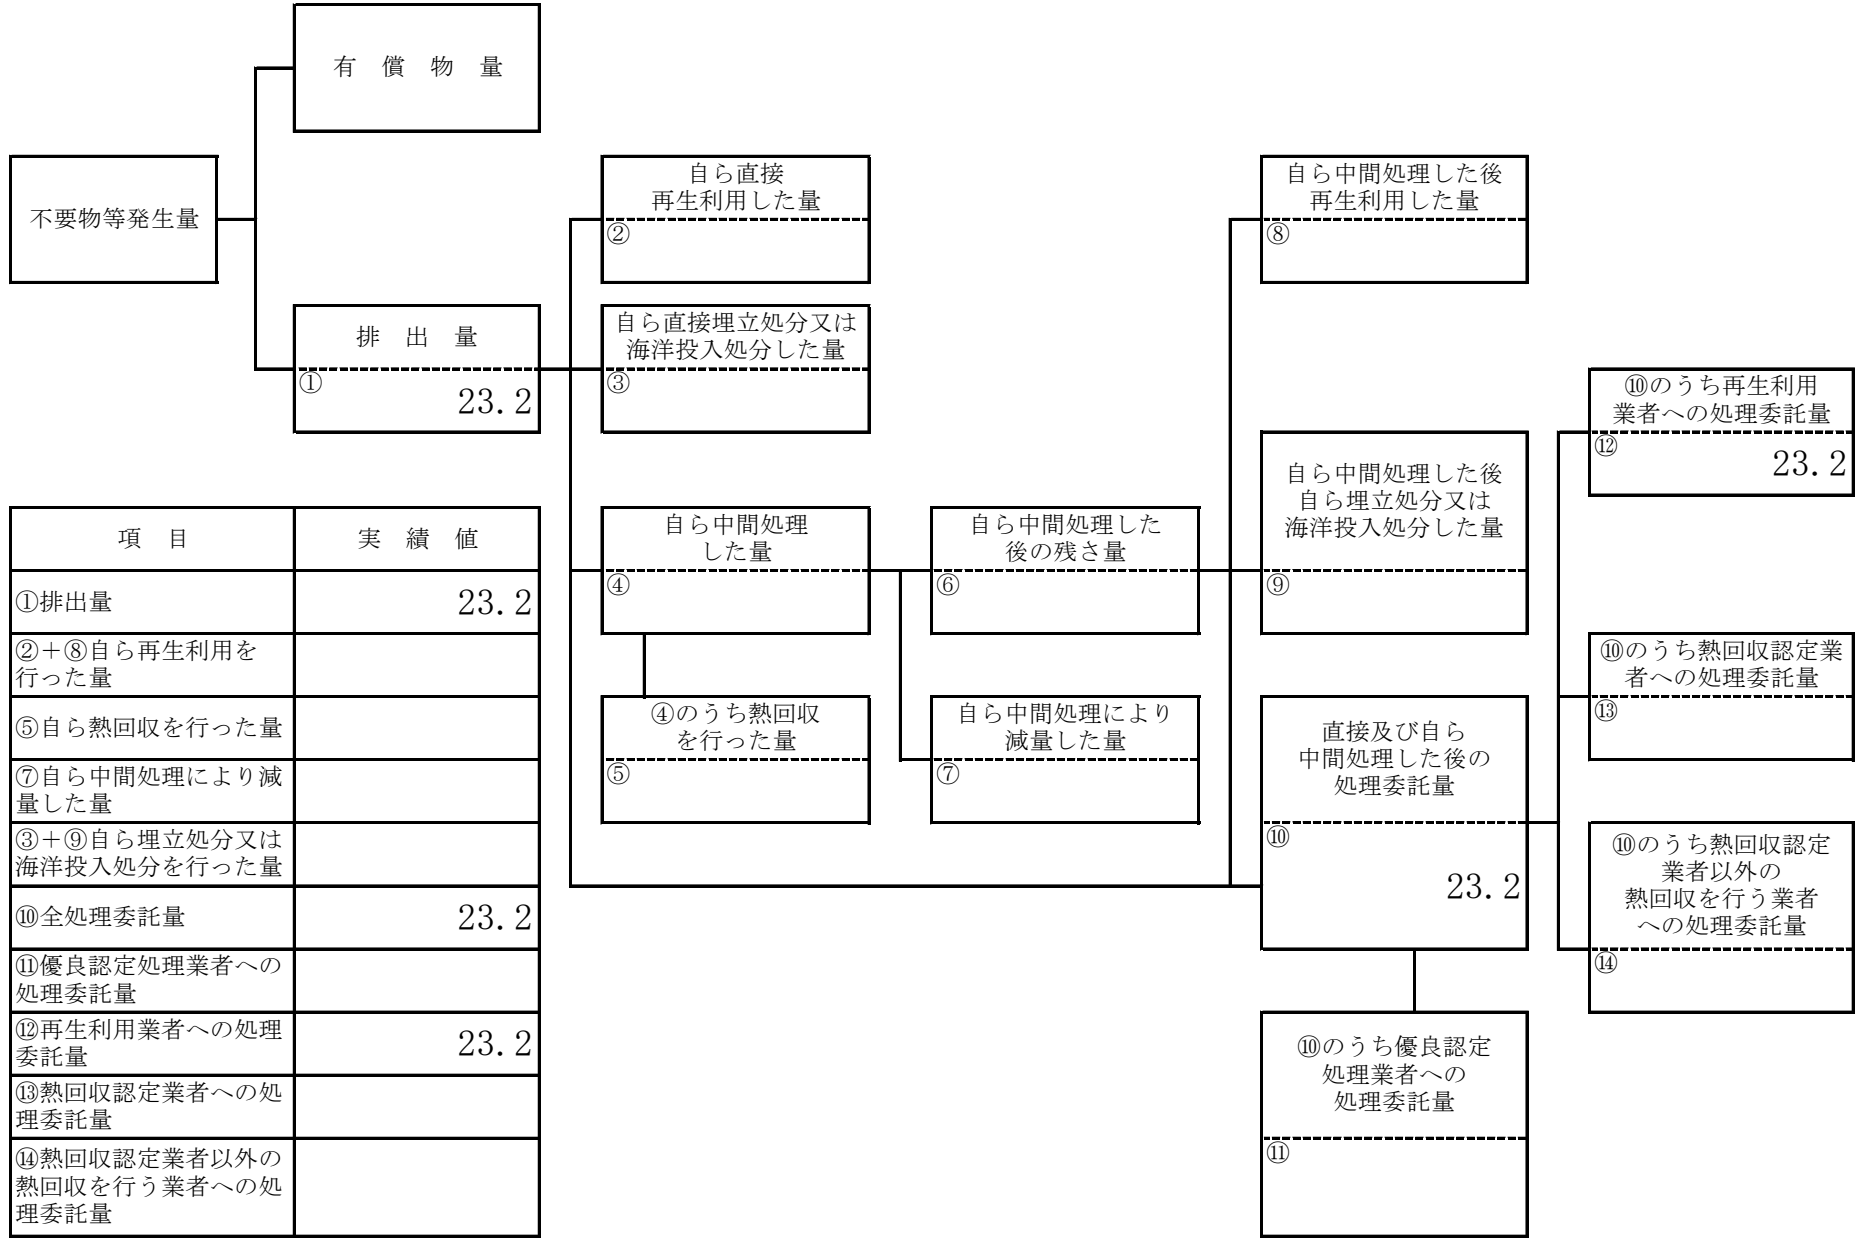 有　償　物　量
不要物等発生量
排　出　量
①
23.2
自ら直接
再生利用した量
②
自ら直接埋立処分又は
海洋投入処分した量
③
自ら中間処理
した量
④
④のうち熱回収
を行った量
⑤
自ら中間処理した
後の残さ量
⑥
自ら中間処理により
減量した量
⑦
自ら中間処理した後
再生利用した量
⑧
自ら中間処理した後
自ら埋立処分又は
海洋投入処分した量
⑨
直接及び自ら
中間処理した後の
処理委託量
⑩
23.2
⑩のうち優良認定
処理業者への
処理委託量
⑪
⑩のうち再生利用
業者への処理委託量
⑫
23.2
⑩のうち熱回収認定業
者への処理委託量
⑬
⑩のうち熱回収認定
業者以外の
熱回収を行う業者
への処理委託量
⑭
項　目　実　績　値
①排出量　23.2
②＋⑧自ら再生利用を
行った量
⑤自ら熱回収を行った量
⑦自ら中間処理により減
量した量
③＋⑨自ら埋立処分又は
海洋投入処分を行った量
⑩全処理委託量　23.2
⑪優良認定処理業者への
処理委託量
⑫再生利用業者への処理
委託量　23.2
⑬熱回収認定業者への処
理委託量
⑭熱回収認定業者以外の
熱回収を行う業者への処
理委託量